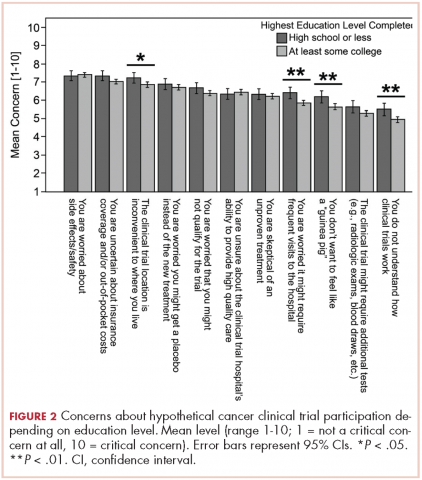 Highest Education Level Complete
High school or less
At least some college
Mean Concern [1-10]
10
9
8
7
6
5
4
3
2
1
*
**
**
**
You are worried about
side effects/safety
You are uncertain about insurance
coverage and/or out-of-pocket costs
The clinical trial location is
inconvenient to where you live
You are worried you might get a placebo
instead of the new treatment
You are worried that you might
not qualify for the trial
You are unsure about the clinical trial hospital's
ability to provide high quality care
You are skeptical of an
unproven treatment
You are worried it might require
frequent visits to the hospital
You don't want to feel like
a "guinea pig"
The clinical trial might require additional tests
(e.g., radiologic exams, blood draws, etc.)
You do not understand how
clinical trials work
FIGURE 2 Concerns about hypothetical cancer clinical trial participation de-
pending on education level. Mean level (range 1-10; 1 = not a critical con-
cern at all, 10 = critical concern). Error bars represent 95% CIs. *P < .05.
**P < .01. CI, confidence interval.